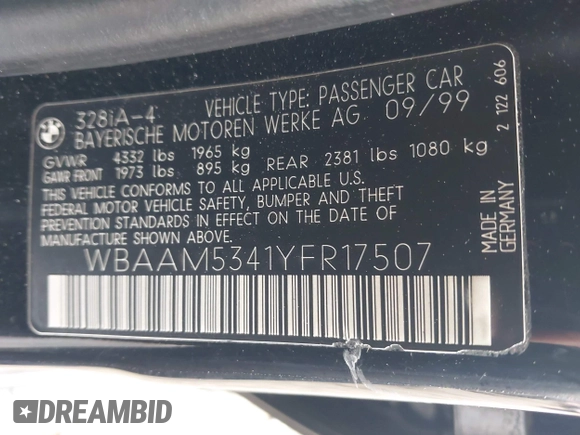 BMW
328iA-4 VEHICLE TYPE: PASSENGER CAR
BAYERISCHE MOTOREN WERKE AG 09/99
GVWR 4332 lbs 1965 kg
GAWR FRONT 1973 lbs 895 kg REAR 2381 lbs 1080 kg
THIS VEHICLE CONFORMS TO ALL APPLICABLE U.S.
FEDERAL MOTOR VEHICLE SAFETY, BUMPER AND THEFT
PREVENTION STANDARDS IN EFFECT ON THE DATE OF
MANUFACTURE SHOWN ABOVE.
WBAAM5341YFR17507
2 122 606
DREAMBID